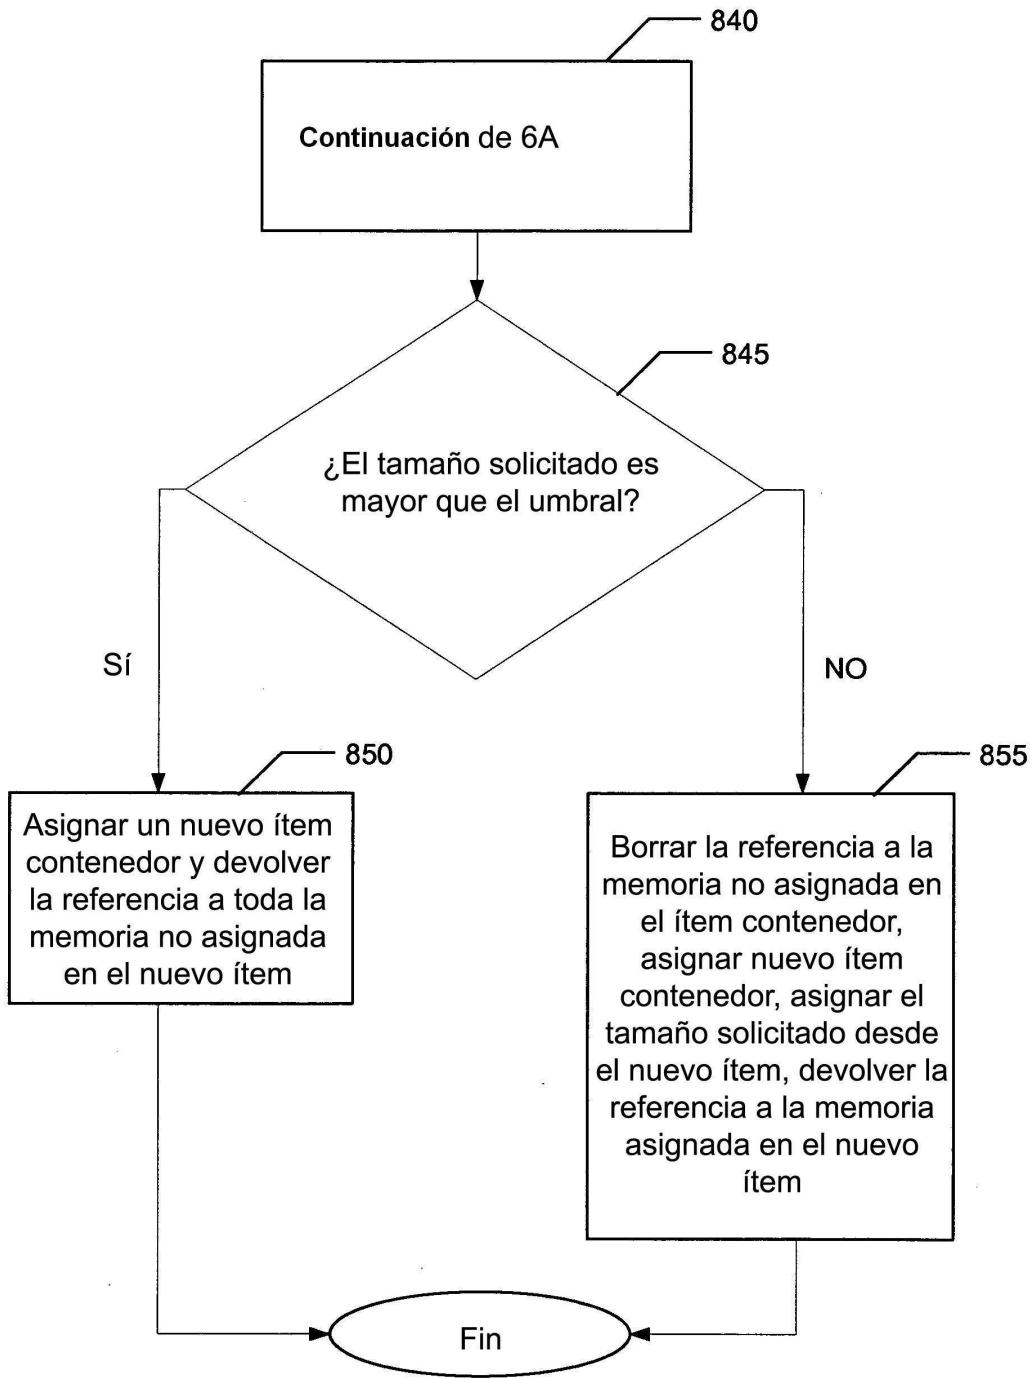 840
Continuación de 6A
845
¿El tamaño solicitado es
mayor que el umbral?
Sí
NO
850
855
Asignar un nuevo ítem
contenedor y devolver
la referencia a toda la
memoria no asignada
en el nuevo ítem
Borrar la referencia a la
memoria no asignada en
el ítem contenedor,
asignar nuevo ítem
contenedor, asignar el
tamaño solicitado desde
el nuevo ítem, devolver la
referencia a la memoria
asignada en el nuevo
ítem
Fin